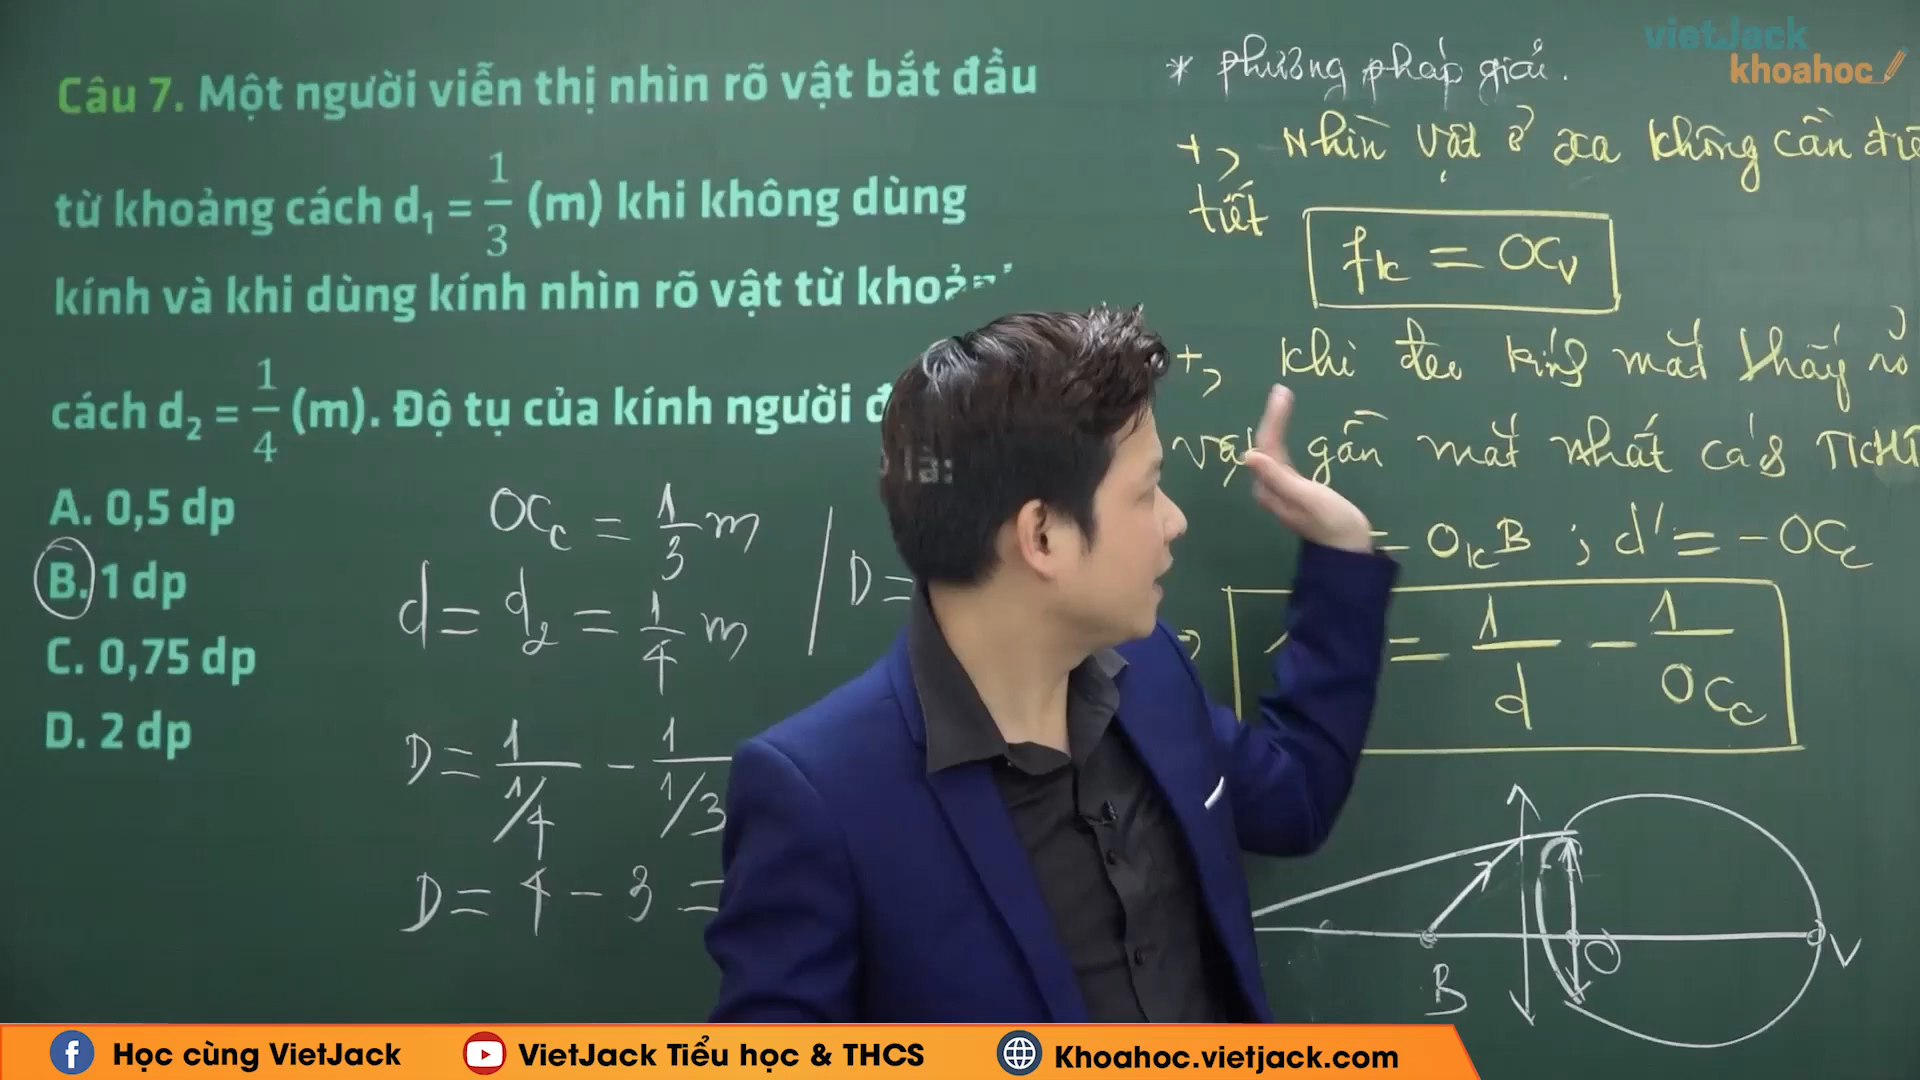 vietJack
khoahoc
Câu 7. Một người viễn thị nhìn rõ vật bắt đầu
từ khoảng cách d₁ = 1/3 (m) khi không dùng
kính và khi dùng kính nhìn rõ vật từ
cách d₂ = 1/4 (m). Độ tụ của kính người
là:
A. 0,5 dp
B. 1 dp
C. 0,75 dp
D. 2 dp
OCc = 1/3 m
d = d₂ = 1/4 m
D =
D = 1/(1/4) - 1/(1/3)
D = 4 - 3 =
* phương pháp giải.
+> Nhìn vật ở xa không cần
tiết
fk = OCv
+> Khi đeo kính mắt thấy rõ
vật gần mắt nhất cách
= OkB ; d' = -OCc
= 1/d - 1/OCc
B
O
V
Học cùng VietJack
VietJack Tiểu học & THCS
Khoahoc.vietjack.com